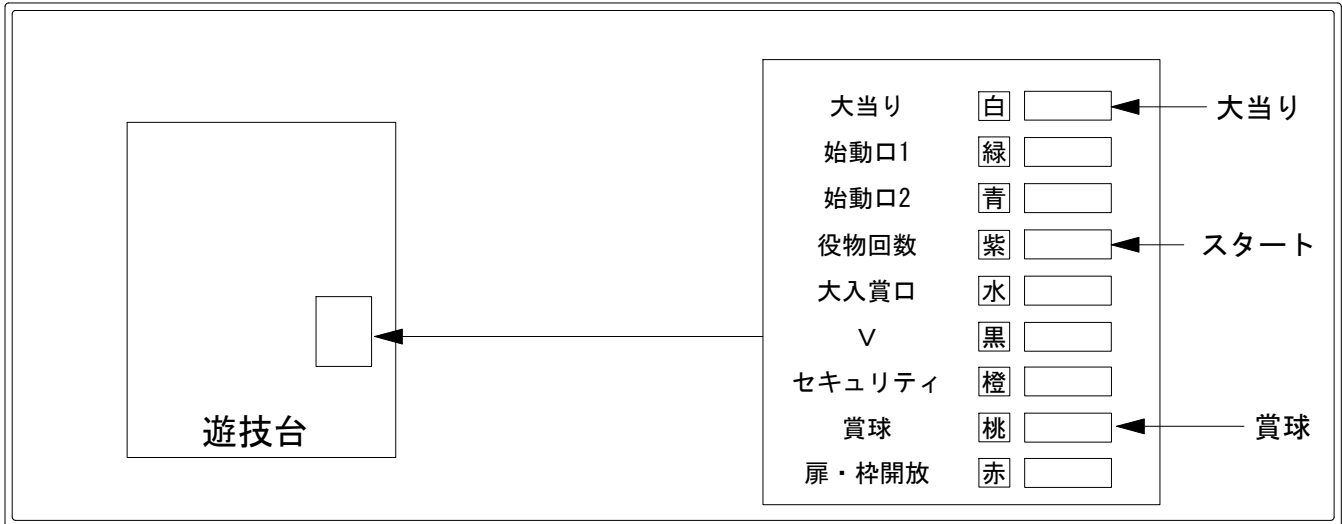 大当り 白 大当り
始動口1 緑
始動口2 青
役物回数 紫 スタート
大入賞口 水
V 黒
セキュリティ 橙
賞球 桃 賞球
扉・枠開放 赤
遊技台